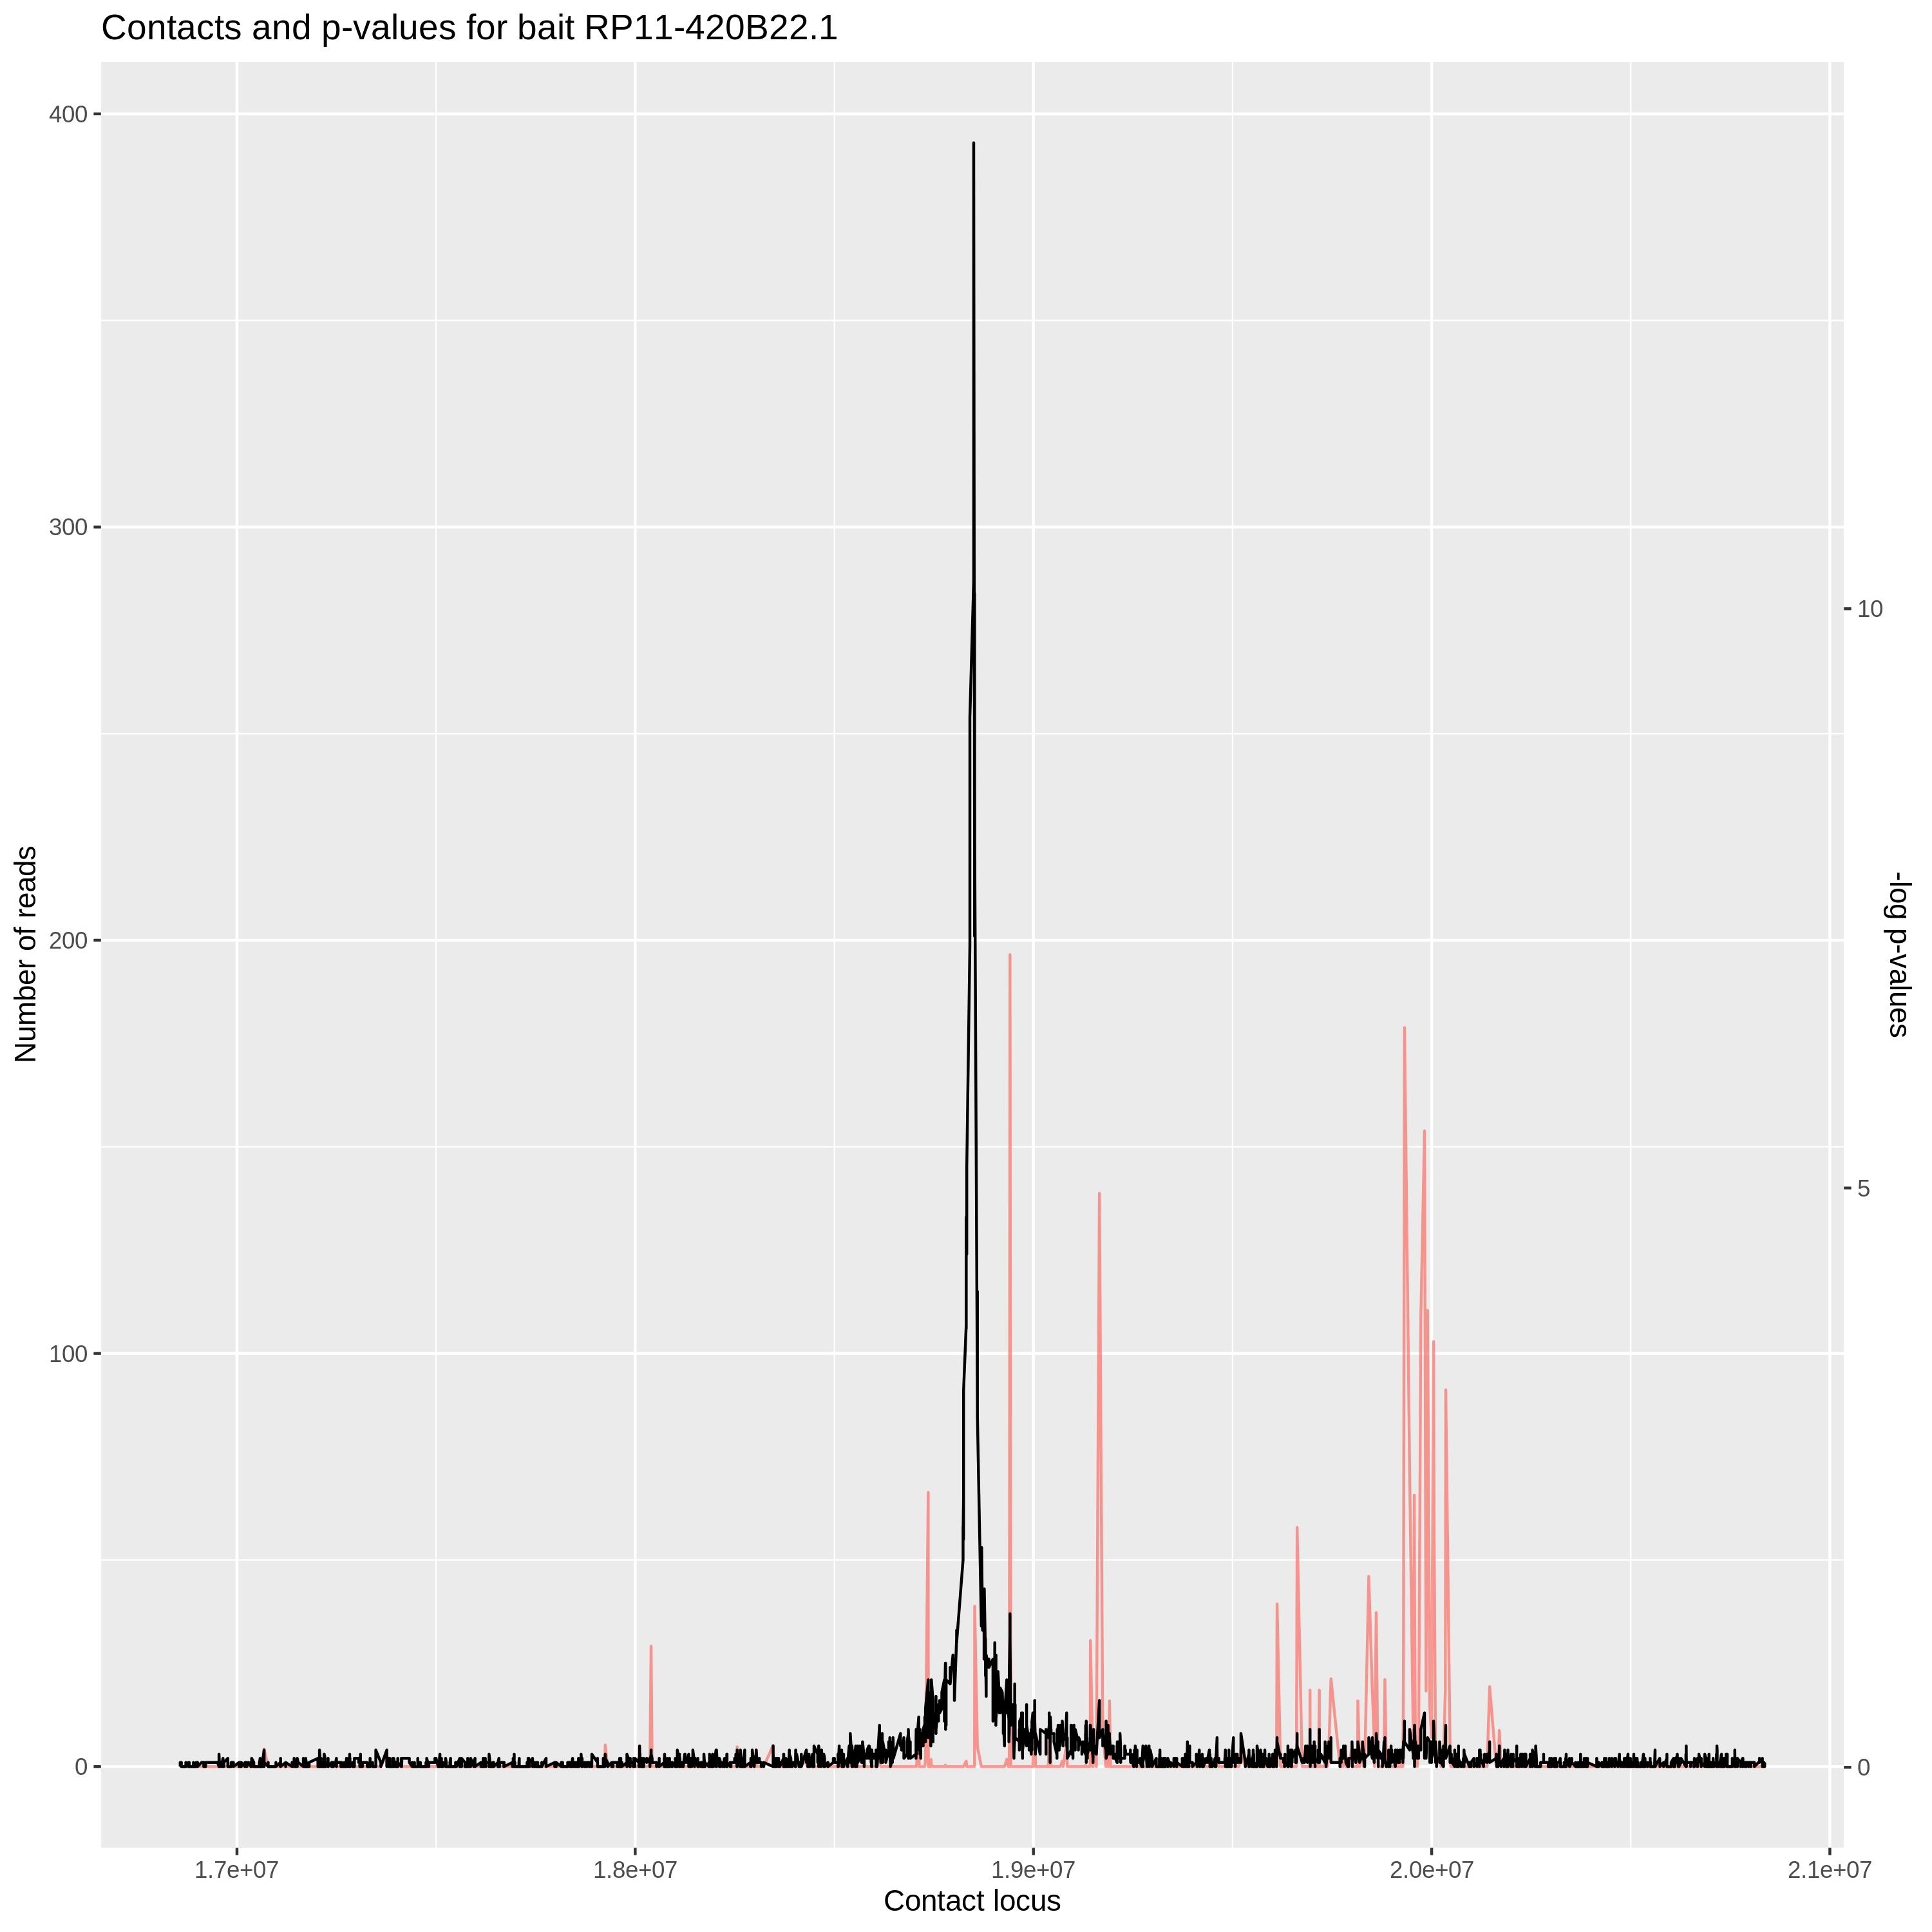 Contacts and p-values for bait RP11-420B22.1
400
300
200
100
0
Number of reads
10
5
0
-log p-values
1.7e+07
1.8e+07
1.9e+07
2.0e+07
2.1e+07
Contact locus